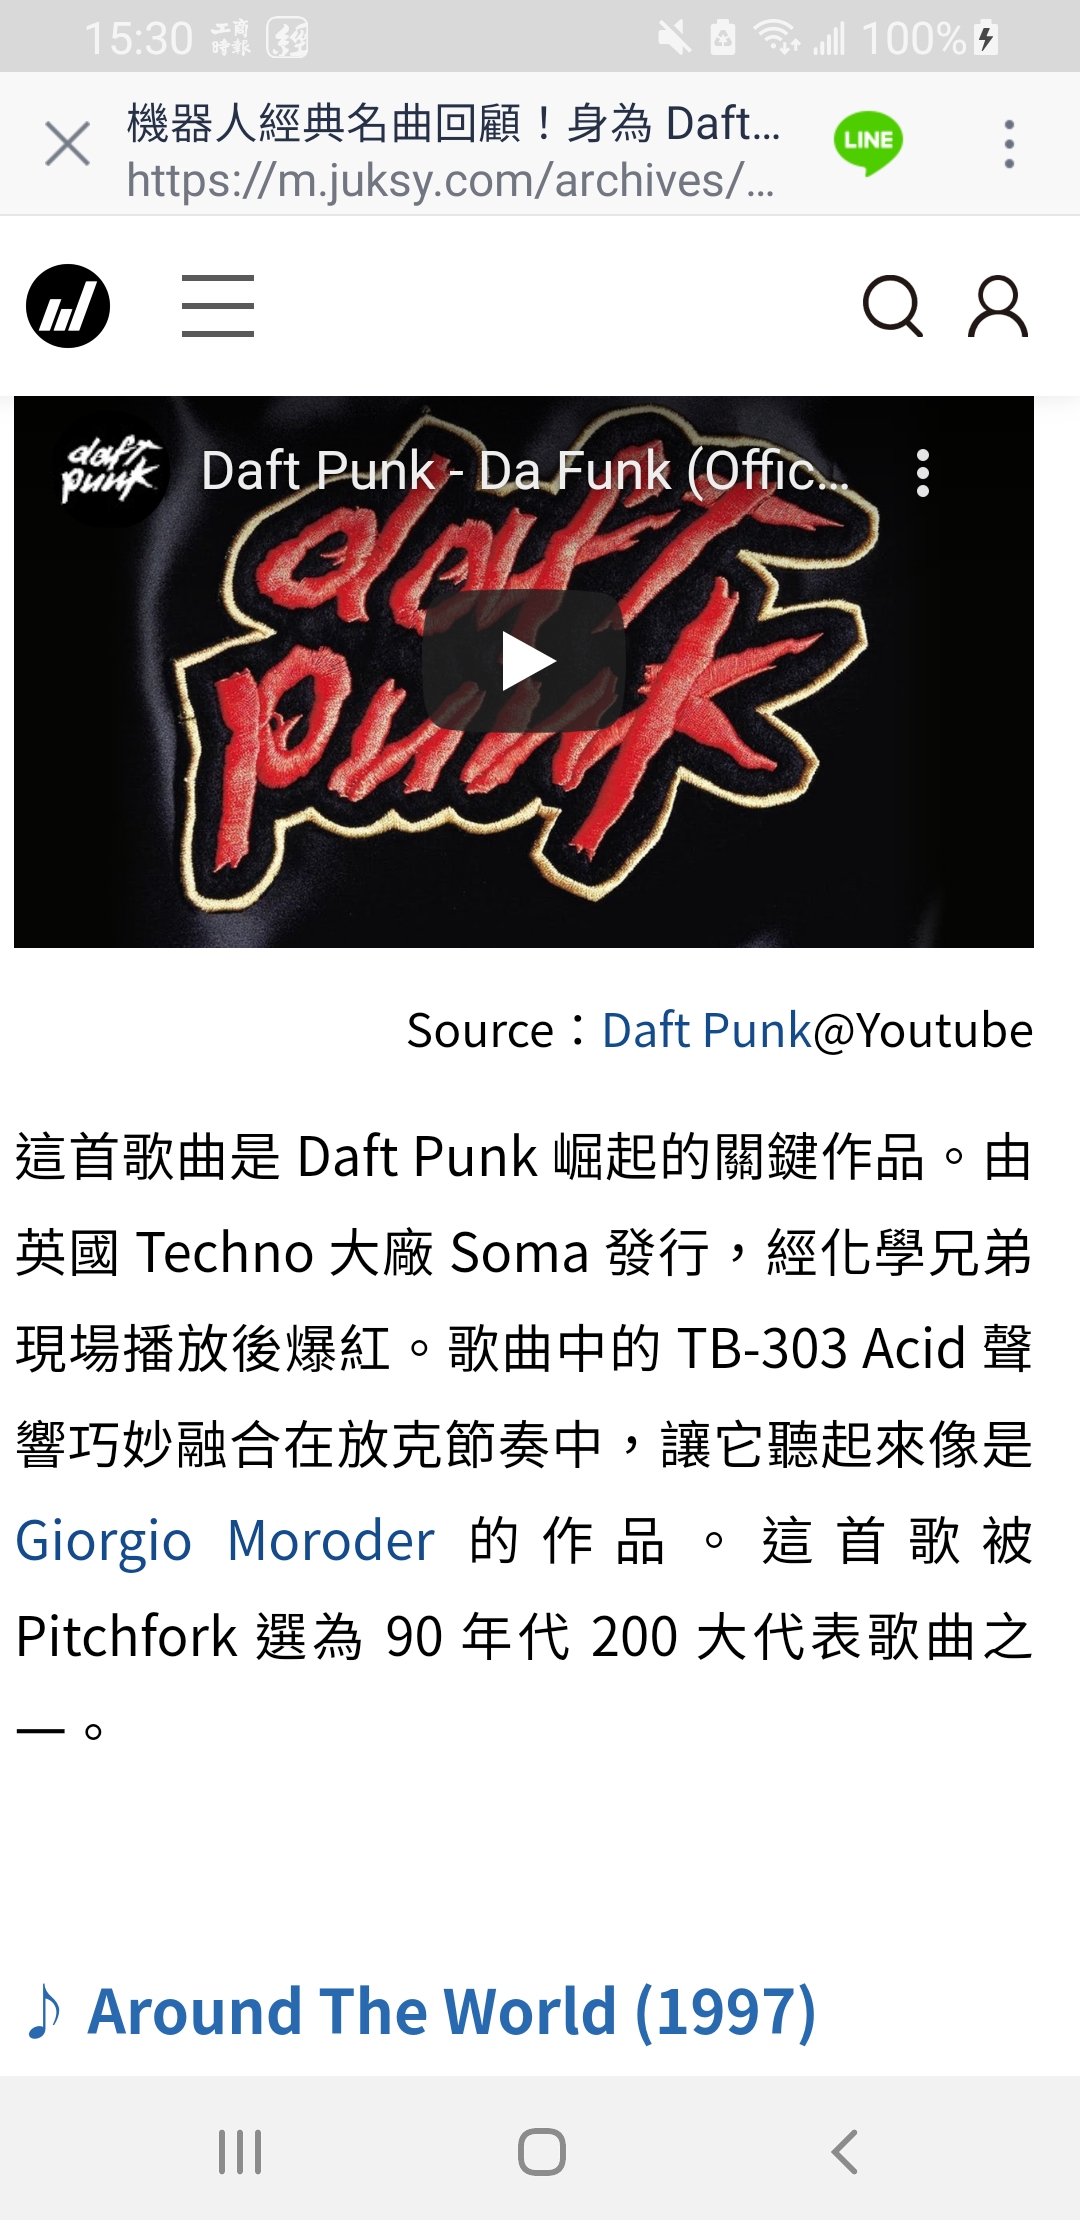 15:30 工商時報 經 100%
機器人經典名曲回顧！身為 Daft...
LINE
https://m.juksy.com/archives/...
daft punk
Daft Punk - Da Funk (Offic...
daft
punk
Source：Daft Punk@Youtube
這首歌曲是 Daft Punk 崛起的關鍵作品。由
英國 Techno 大廠 Soma 發行，經化學兄弟
現場播放後爆紅。歌曲中的 TB-303 Acid 聲
響巧妙融合在放克節奏中，讓它聽起來像是
Giorgio Moroder 的作品。這首歌被
Pitchfork 選為 90 年代 200 大代表歌曲之
一。
♪ Around The World (1997)